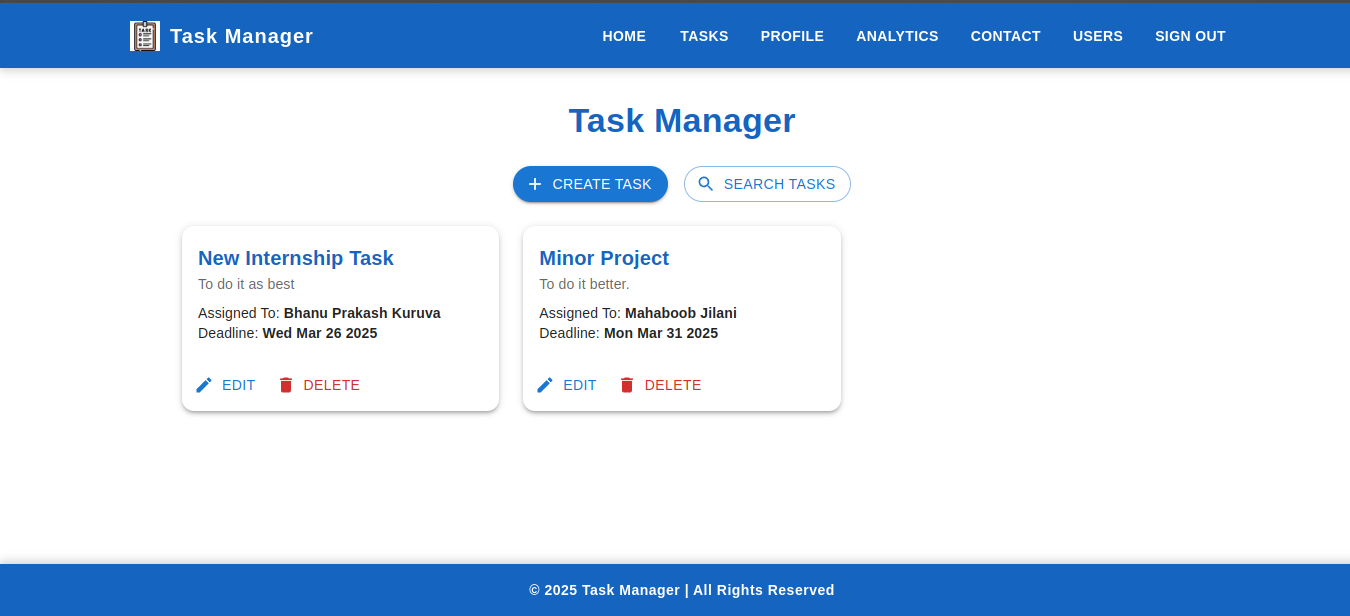 TASK
Task Manager
HOME TASKS PROFILE ANALYTICS CONTACT USERS SIGN OUT
Task Manager
CREATE TASK SEARCH TASKS
New Internship Task
To do it as best
Assigned To: Bhanu Prakash Kuruva
Deadline: Wed Mar 26 2025
EDIT DELETE
Minor Project
To do it better.
Assigned To: Mahaboob Jilani
Deadline: Mon Mar 31 2025
EDIT DELETE
© 2025 Task Manager | All Rights Reserved